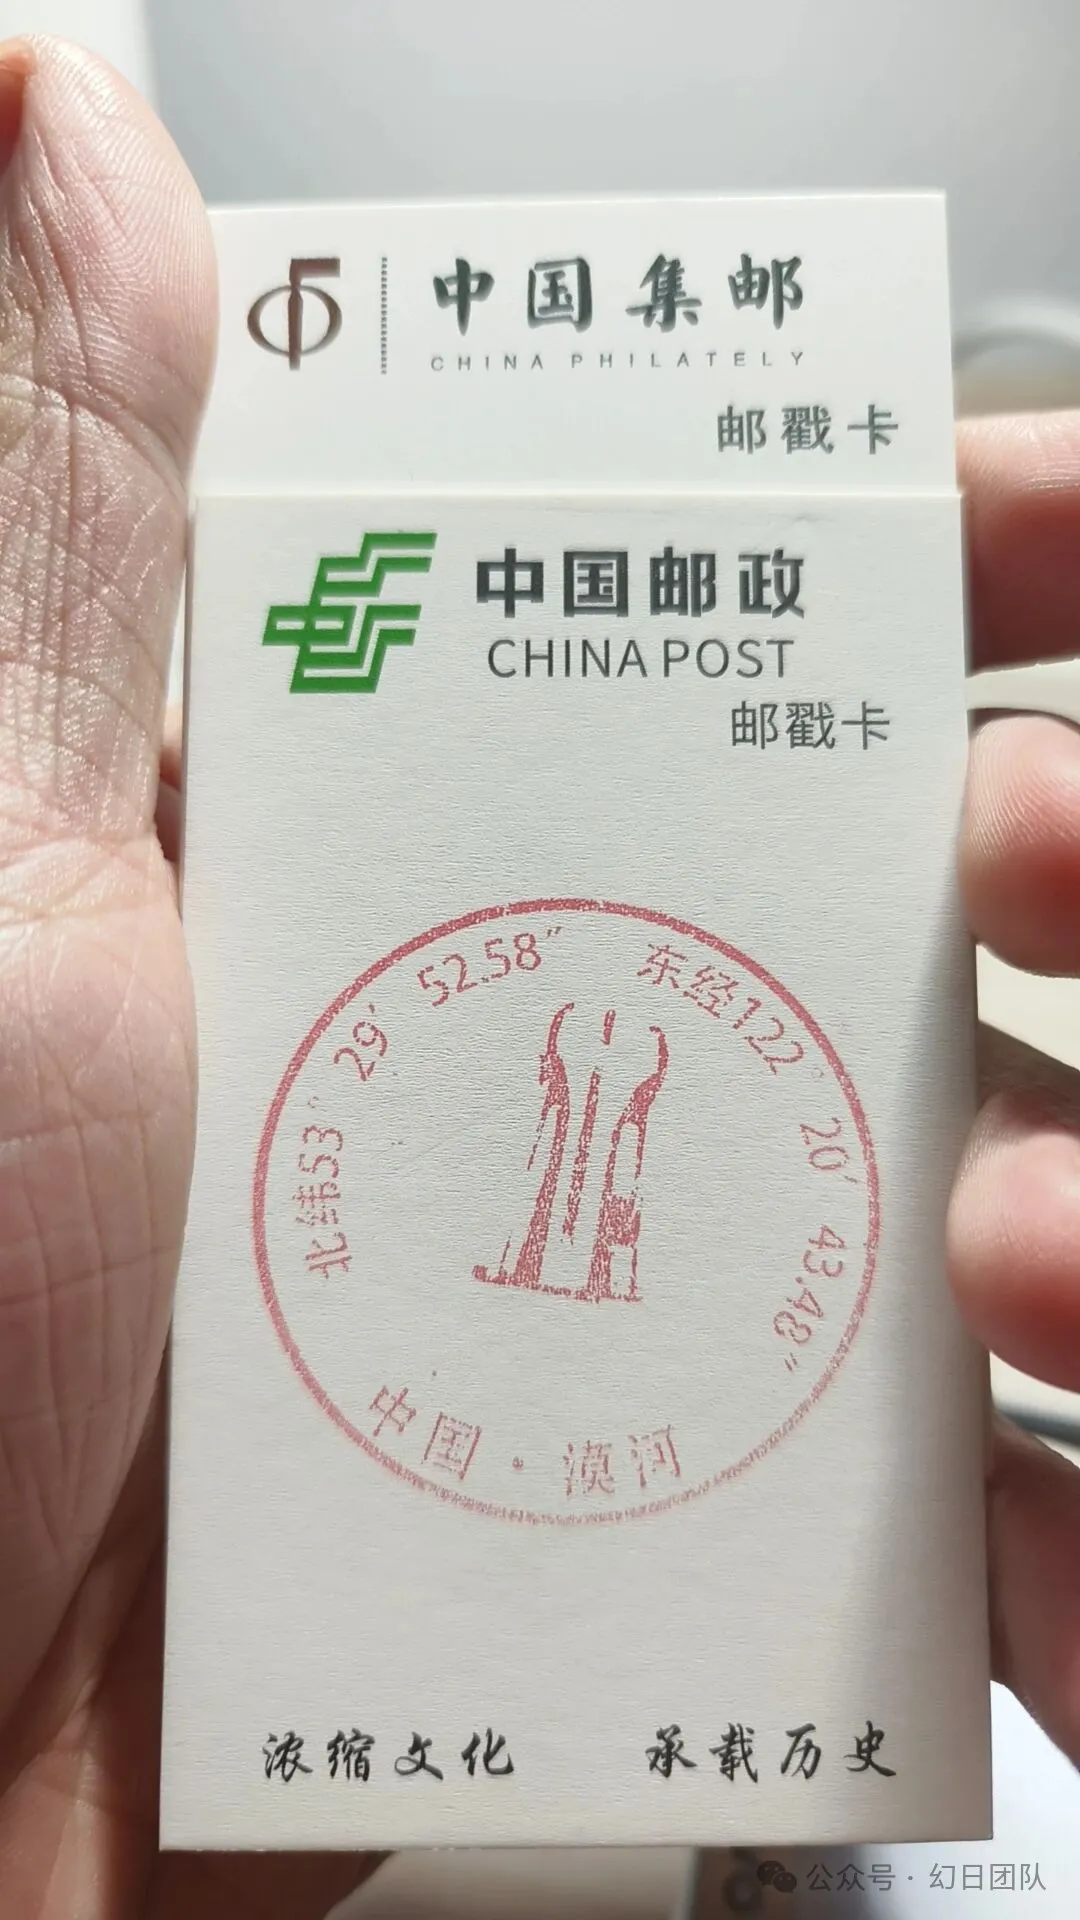 中国集邮
CHINA PHILATELY
邮戳卡
中国邮政
CHINA POST
邮戳卡
北纬53° 29′ 52.58″ 东经122° 20′ 43.48″
中国·漠河
浓缩文化 承载历史
公众号·幻日团队